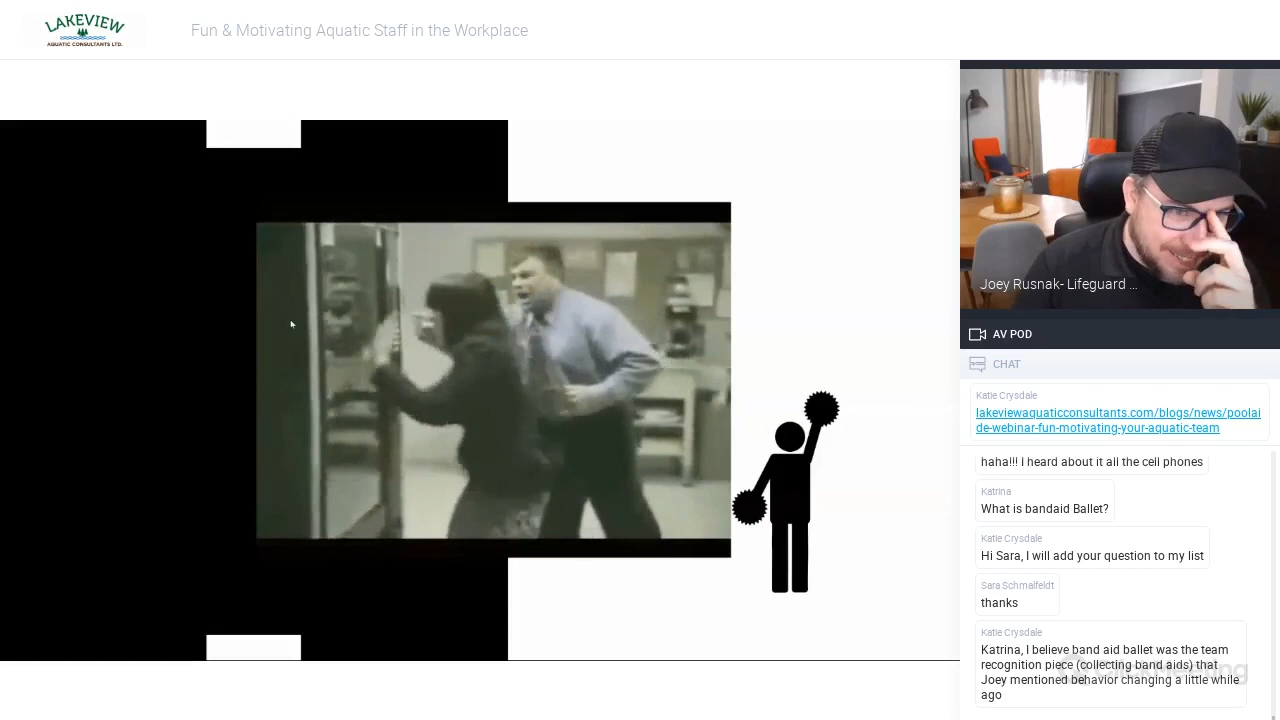 LAKEVIEW
AQUATIC CONSULTANTS LTD.
Fun & Motivating Aquatic Staff in the Workplace
Joey Rusnak- Lifeguard ...
AV POD
CHAT
Katie Crysdale
lakeviewaquaticconsultants.com/blogs/news/poolai
de-webinar-fun-motivating-your-aquatic-team
haha!!! I heard about it all the cell phones
Katrina
What is bandaid Ballet?
Katie Crysdale
Hi Sara, I will add your question to my list
Sara Schmalfeldt
thanks
Katie Crysdale
Katrina, I believe band aid ballet was the team
recognition piece (collecting band aids) that
Joey mentioned behavior changing a little while
ago
ClickMeeting